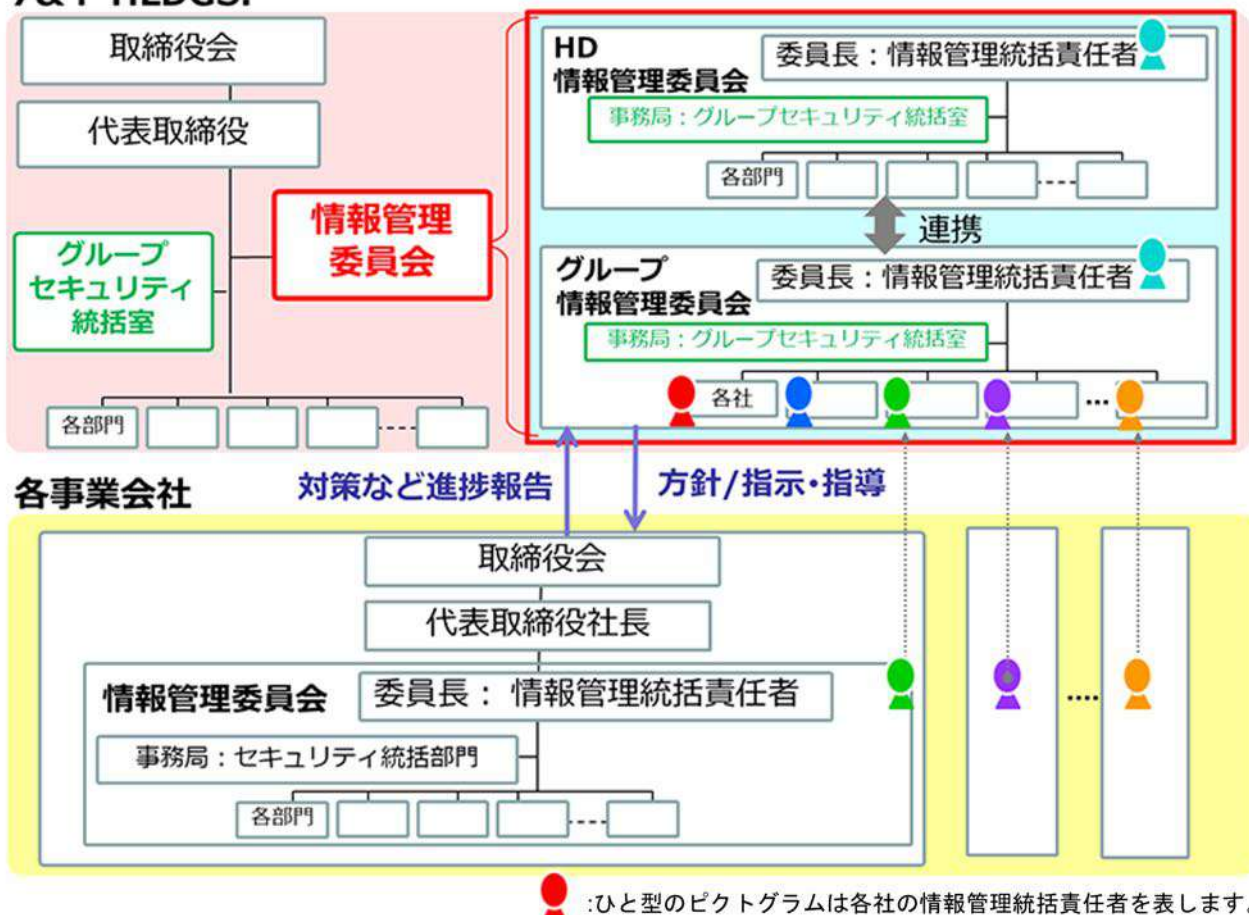 取締役会
代表取締役
グループ
セキュリティ
統括室
情報管理
委員会
各部門
HD
情報管理委員会
委員長：情報管理統括責任者
事務局：グループセキュリティ統括室
各部門
連携
グループ
情報管理委員会
委員長：情報管理統括責任者
事務局：グループセキュリティ統括室
各社
...
各事業会社
対策など進捗報告
方針/指示・指導
取締役会
代表取締役社長
情報管理委員会
委員長： 情報管理統括責任者
事務局：セキュリティ統括部門
各部門
....
:ひと型のピクトグラムは各社の情報管理統括責任者を表します。